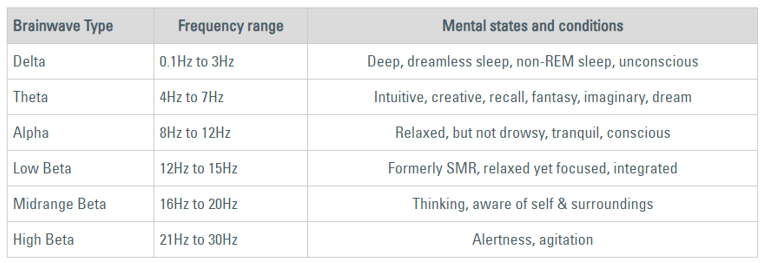 Brainwave Type Frequency range Mental states and conditions
Delta 0.1Hz to 3Hz Deep, dreamless sleep, non-REM sleep, unconscious
Theta 4Hz to 7Hz Intuitive, creative, recall, fantasy, imaginary, dream
Alpha 8Hz to 12Hz Relaxed, but not drowsy, tranquil, conscious
Low Beta 12Hz to 15Hz Formerly SMR, relaxed yet focused, integrated
Midrange Beta 16Hz to 20Hz Thinking, aware of self & surroundings
High Beta 21Hz to 30Hz Alertness, agitation